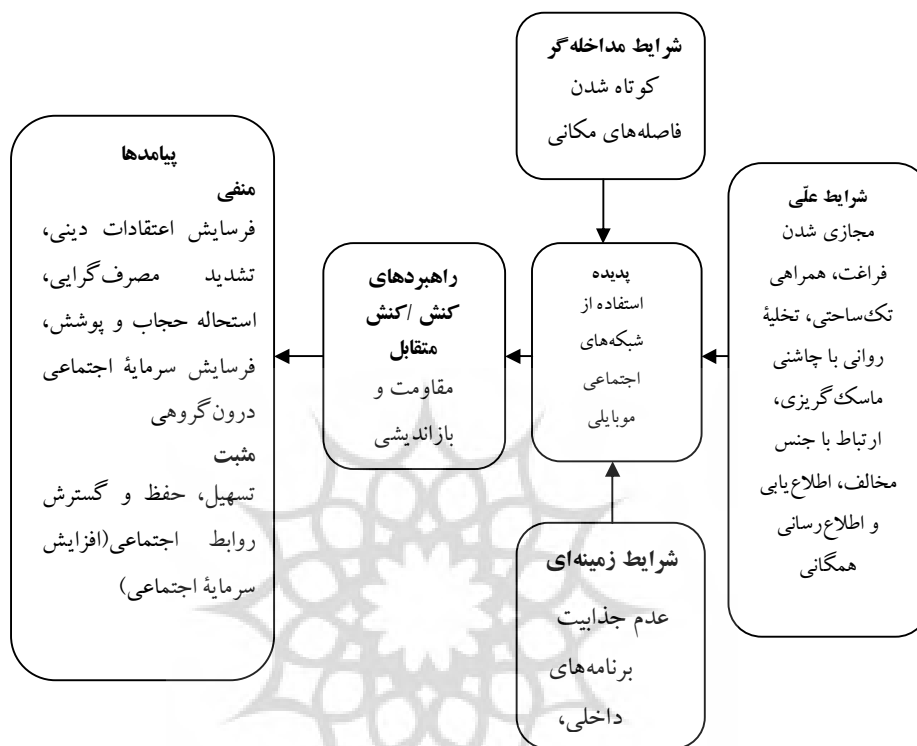 شرایط مداخله‌گر
کوتاه شدن
فاصله‌های مکانی
شرایط علّی
مجازی شدن
فراغت، همراهی
تک‌ساحتی، تخلیۀ
روانی با چاشنی
ماسک‌گریزی،
ارتباط با جنس
مخالف، اطلاع‌یابی
و اطلاع‌رسانی
همگانی
پدیده
استفاده از
شبکه‌های
اجتماعی
موبایلی
شرایط زمینه‌ای
عدم جذابیت
برنامه‌های
داخلی،
راهبردهای
کنش /کنش
متقابل
مقاومت و
بازاندیشی
پیامدها
منفی
فرسایش اعتقادات دینی،
تشدید مصرف‌گرایی،
استحاله حجاب و پوشش،
فرسایش سرمایۀ اجتماعی
درون‌گروهی
مثبت
تسهیل، حفظ و گسترش
روابط اجتماعی(افزایش
سرمایۀ اجتماعی)